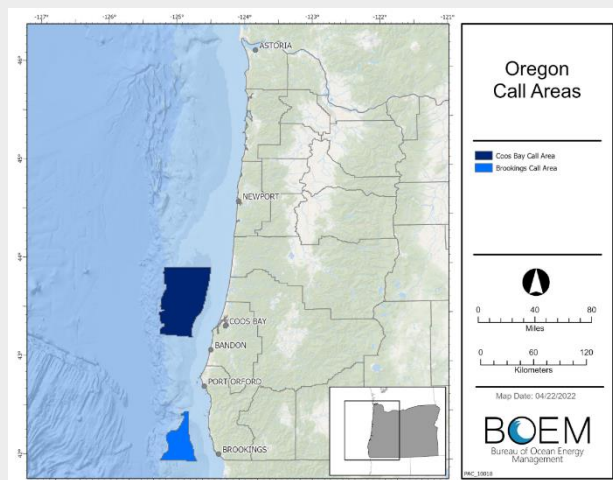 -127° -126° -125° -124° -123° -122° -121°
ASTORIA
NEWPORT
COOS BAY
BANDON
PORT ORFORD
BROOKINGS
Oregon
Call Areas
Coos Bay Call Area
Brookings Call Area
0 40 80
Miles
0 60 120
Kilometers
Map Date: 04/22/2022
BOEM
Bureau of Ocean Energy
Management